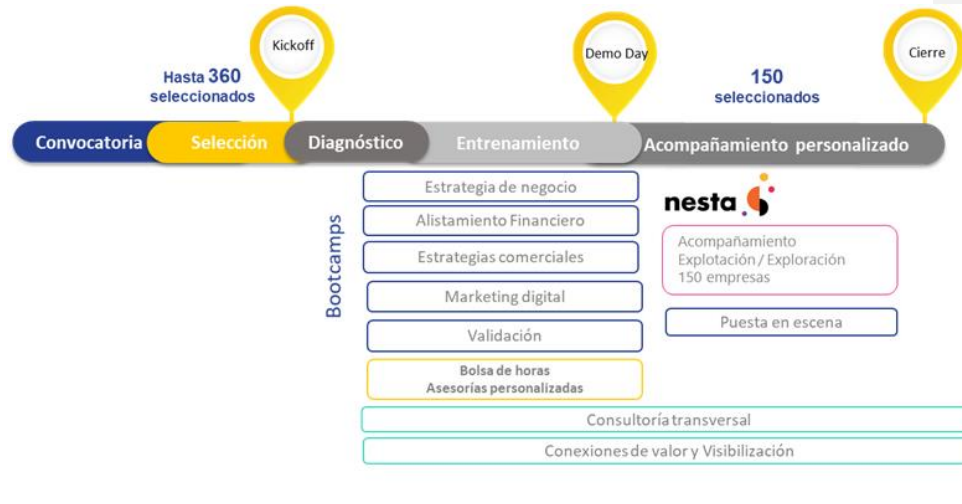 Kickoff
Demo Day
Cierre
Hasta 360
seleccionados
150
seleccionados
Convocatoria
Selección
Diagnóstico
Entrenamiento
Acompañamiento personalizado
Bootcamps
Estrategia de negocio
Alistamiento Financiero
Estrategias comerciales
Marketing digital
Validación
Bolsa de horas
Asesorías personalizadas
nesta
Acompañamiento
Explotación / Exploración
150 empresas
Puesta en escena
Consultoría transversal
Conexiones de valor y Visibilización